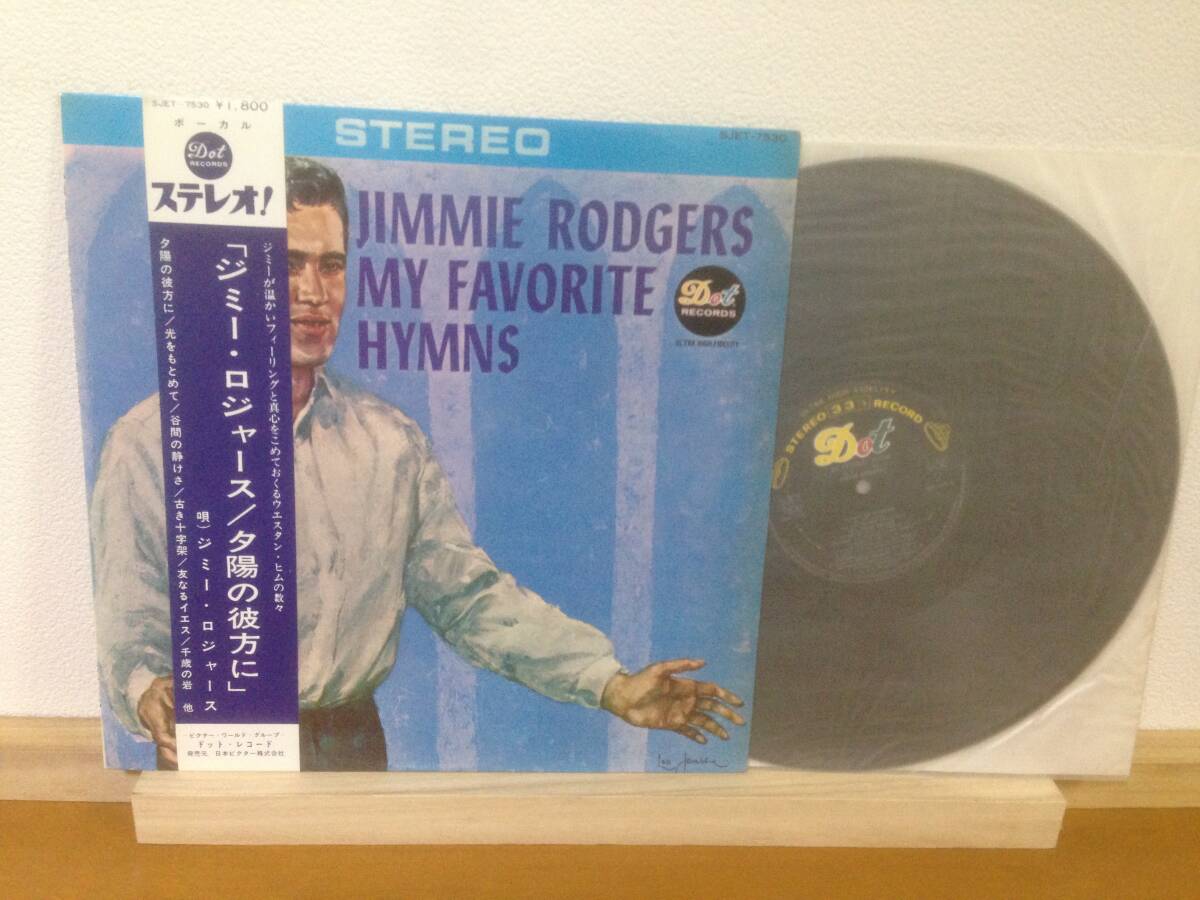 SJET-7530 ¥1,800
ボーカル
Dot
RECORDS
ステレオ!
ジミーが温かいフィーリングと真心をこめておくるウエスタン・ヒムの数々
「ジミー・ロジャース/夕陽の彼方に」
唄)ジミー・ロジャース
夕陽の彼方に/光をもとめて/谷間の静けさ/古き十字架/友なるイエス/千歳の岩 他
ビクター・ワールド・グループ
ドット・レコード
発売元 日本ビクター株式会社
STEREO
SJET-7530
JIMMIE RODGERS
MY FAVORITE
HYMNS
Dot
RECORDS
ULTRA HIGH FIDELITY
ULTRA HIGH FIDELITY
STEREO 33 RECORD
Dot